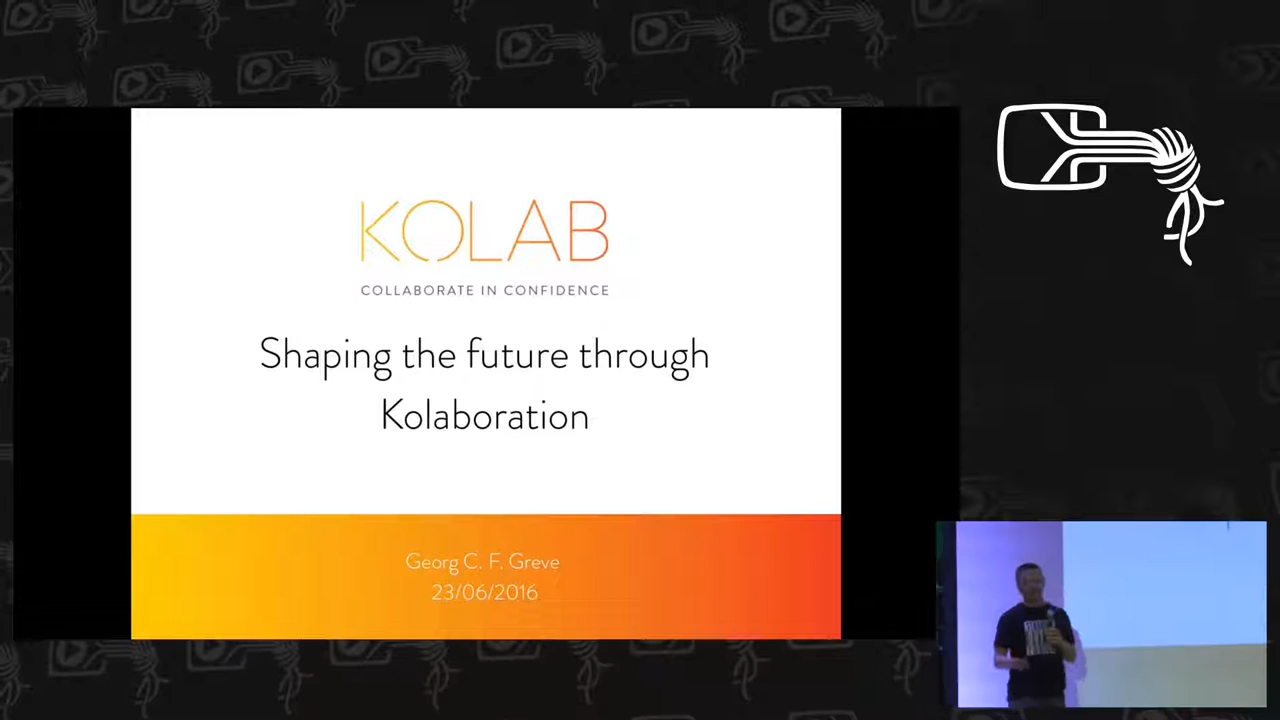 KOLAB
COLLABORATE IN CONFIDENCE
Shaping the future through
Kolaboration
Georg C. F. Greve
23/06/2016